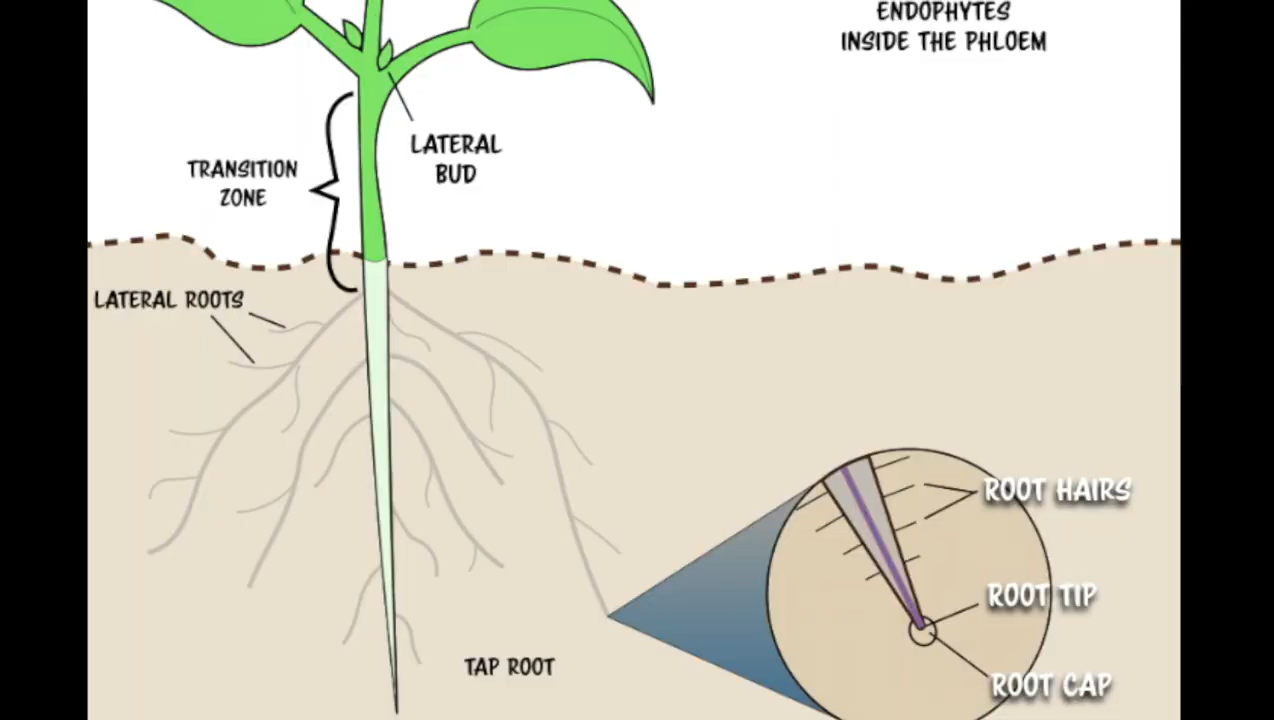 ENDOPHYTES
INSIDE THE PHLOEM
LATERAL
BUD
TRANSITION
ZONE
LATERAL ROOTS
ROOT HAIRS
ROOT TIP
TAP ROOT
ROOT CAP